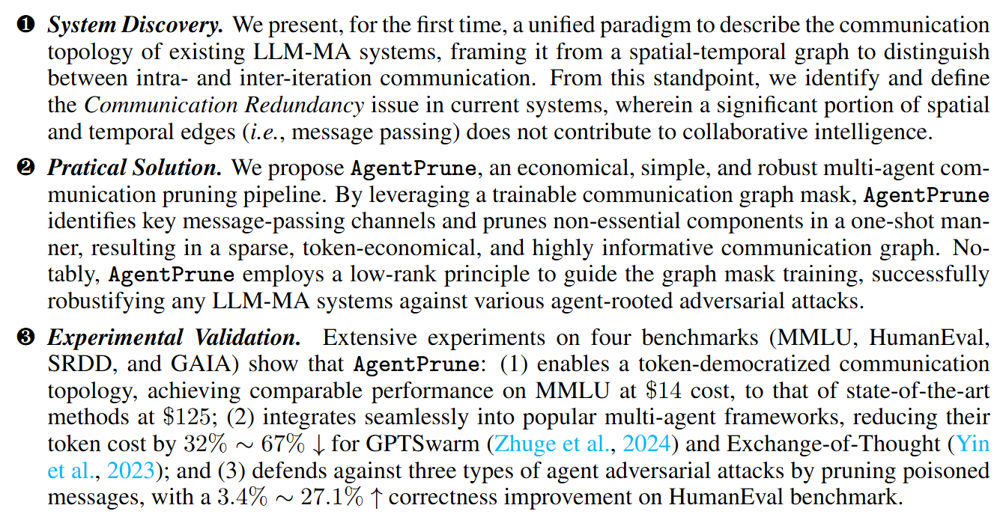 ❶ System Discovery. We present, for the first time, a unified paradigm to describe the communication
topology of existing LLM-MA systems, framing it from a spatial-temporal graph to distinguish
between intra- and inter-iteration communication. From this standpoint, we identify and define
the Communication Redundancy issue in current systems, wherein a significant portion of spatial
and temporal edges (i.e., message passing) does not contribute to collaborative intelligence.
❷ Pratical Solution. We propose AgentPrune, an economical, simple, and robust multi-agent com-
munication pruning pipeline. By leveraging a trainable communication graph mask, AgentPrune
identifies key message-passing channels and prunes non-essential components in a one-shot man-
ner, resulting in a sparse, token-economical, and highly informative communication graph. No-
tably, AgentPrune employs a low-rank principle to guide the graph mask training, successfully
robustifying any LLM-MA systems against various agent-rooted adversarial attacks.
❸ Experimental Validation. Extensive experiments on four benchmarks (MMLU, HumanEval,
SRDD, and GAIA) show that AgentPrune: (1) enables a token-democratized communication
topology, achieving comparable performance on MMLU at $14 cost, to that of state-of-the-art
methods at $125; (2) integrates seamlessly into popular multi-agent frameworks, reducing their
token cost by 32% ∼ 67% ↓ for GPTSwarm (Zhuge et al., 2024) and Exchange-of-Thought (Yin
et al., 2023); and (3) defends against three types of agent adversarial attacks by pruning poisoned
messages, with a 3.4% ∼ 27.1% ↑ correctness improvement on HumanEval benchmark.